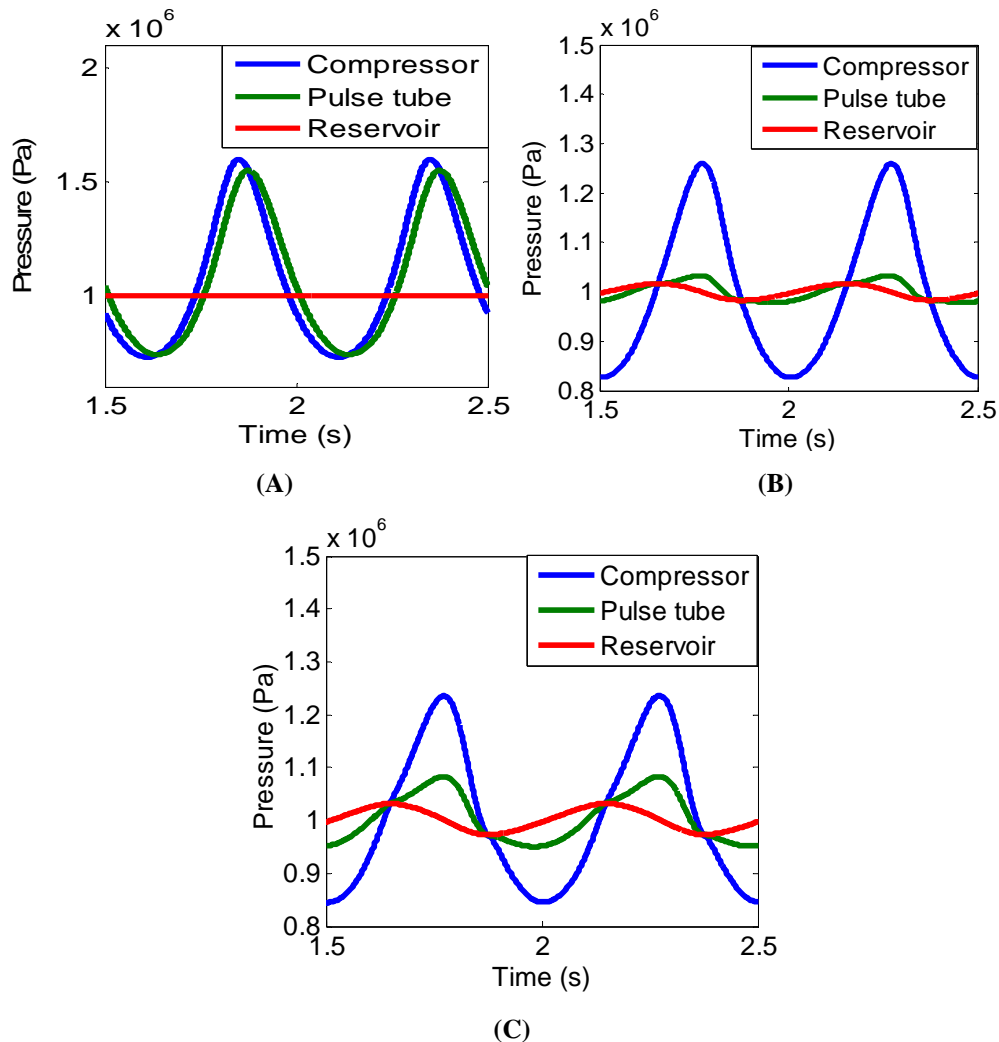 x 10^6
2
1.5
1
Pressure (Pa)
Compressor
Pulse tube
Reservoir
1.5 2 2.5
Time (s)
(A)
x 10^6
1.5
1.4
1.3
1.2
1.1
1
0.9
0.8
Pressure (Pa)
Compressor
Pulse tube
Reservoir
1.5 2 2.5
Time (s)
(B)
x 10^6
1.5
1.4
1.3
1.2
1.1
1
0.9
0.8
Pressure (Pa)
Compressor
Pulse tube
Reservoir
1.5 2 2.5
Time (s)
(C)